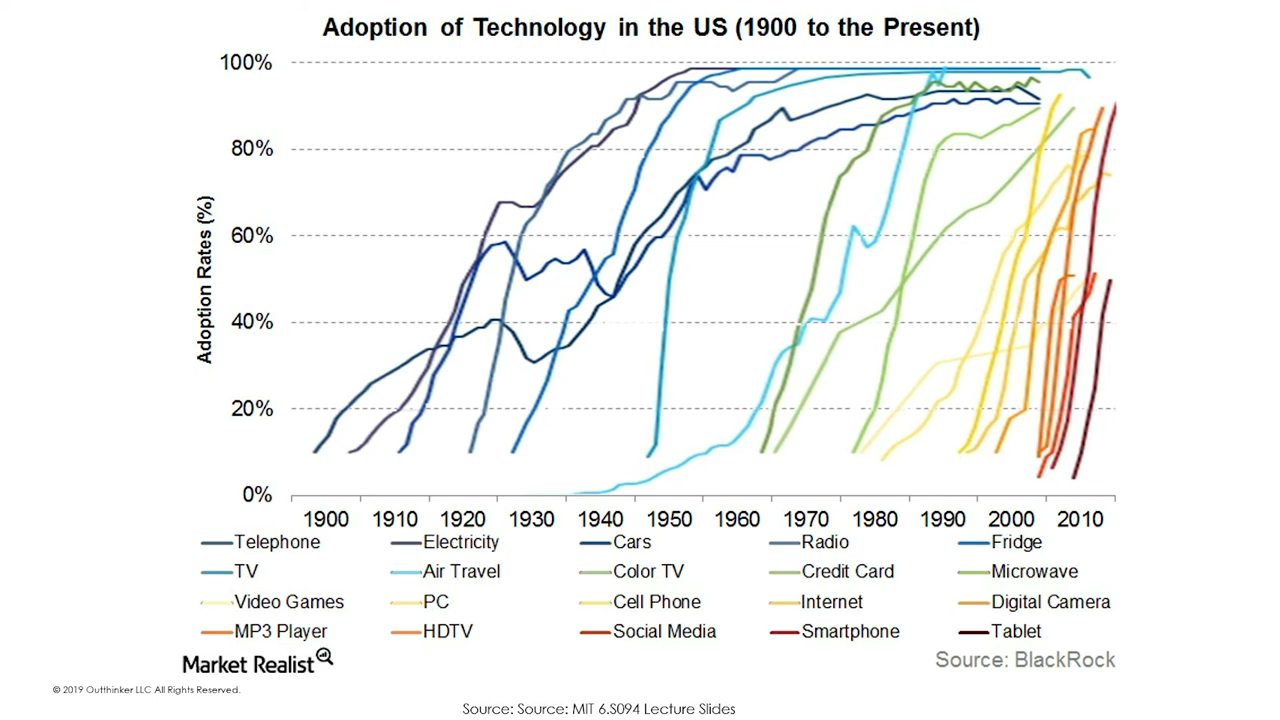 Adoption of Technology in the US (1900 to the Present)
100%
80%
60%
40%
20%
0%
Adoption Rates (%)
1900 1910 1920 1930 1940 1950 1960 1970 1980 1990 2000 2010
Telephone Electricity Cars Radio Fridge
TV Air Travel Color TV Credit Card Microwave
Video Games PC Cell Phone Internet Digital Camera
MP3 Player HDTV Social Media Smartphone Tablet
Market Realist
Source: BlackRock
© 2019 Outthinker LLC All Rights Reserved.
Source: Source: MIT 6.S094 Lecture Slides